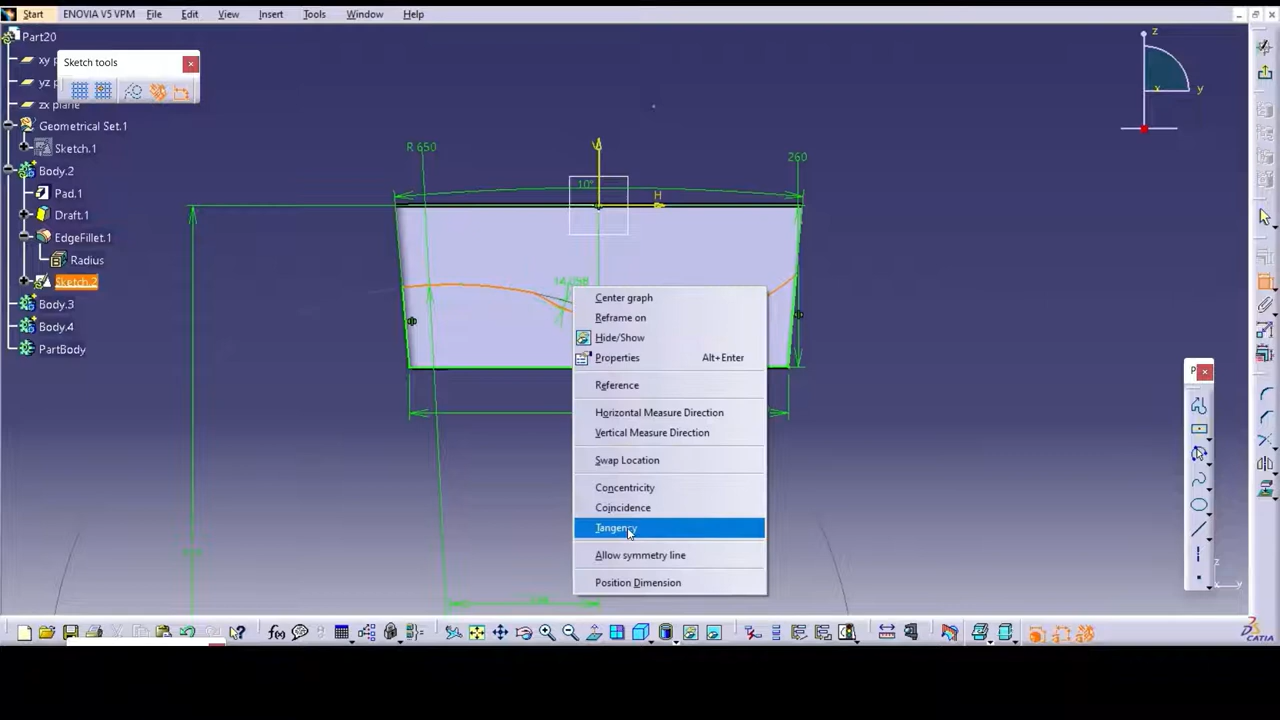 Start
ENOVIA V5 VPM
File
Edit
View
Insert
Tools
Window
Help
Part20
Sketch tools
xy p
yz p
zx plane
Geometrical Set.1
Sketch.1
Body.2
Pad.1
Draft.1
EdgeFillet.1
Radius
Sketch.2
Body.3
Body.4
PartBody
R 650
260
10°
V
H
z
x
y
Center graph
Reframe on
Hide/Show
Properties Alt+Enter
Reference
Horizontal Measure Direction
Vertical Measure Direction
Swap Location
Concentricity
Coincidence
Tangency
Allow symmetry line
Position Dimension
P
z
x
y
f(x)
CATIA